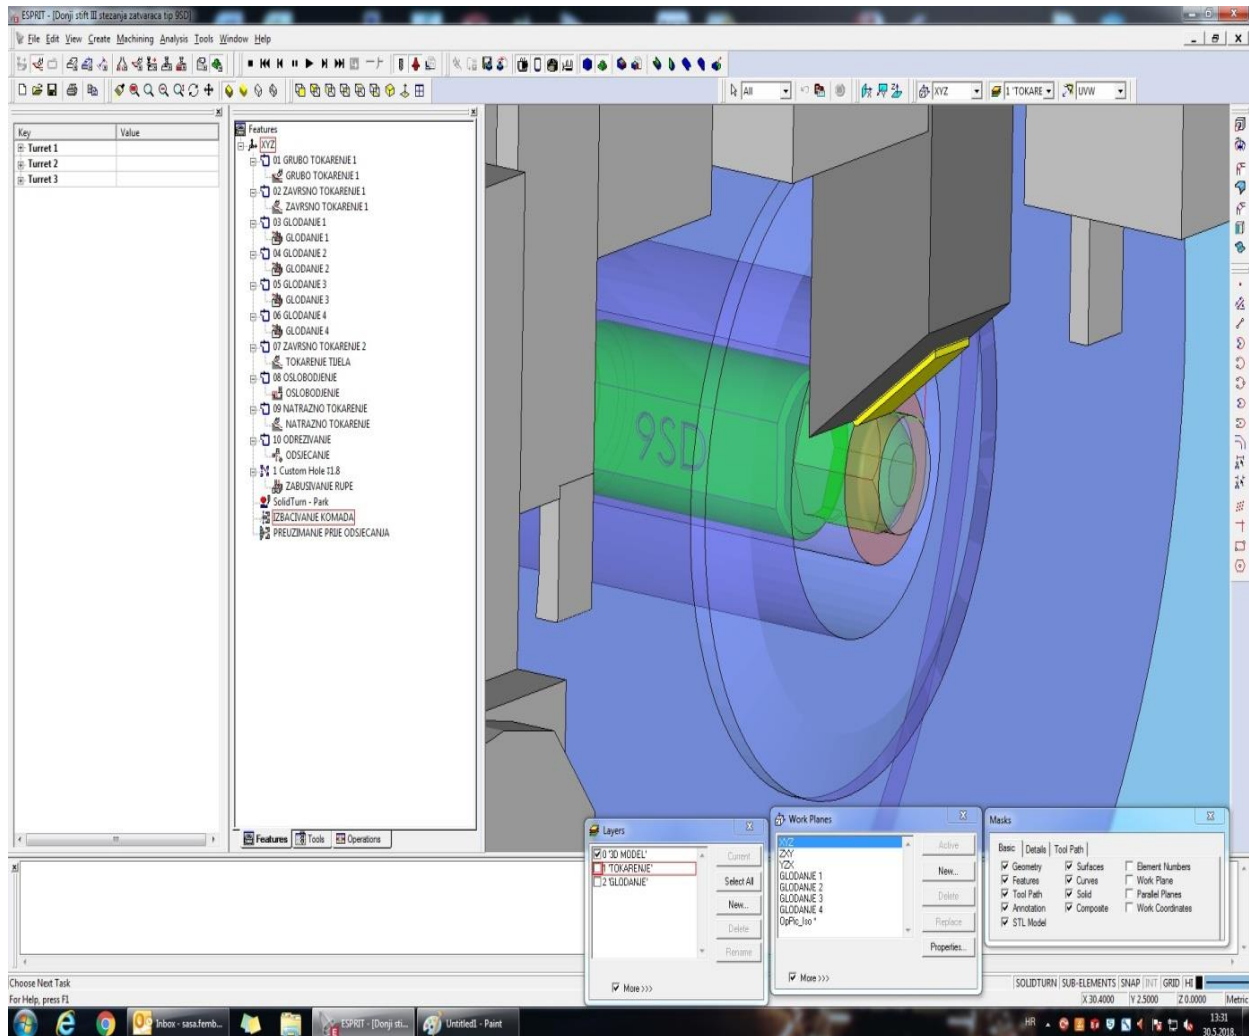 ESPRIT - [Donji stift III stezanja zatvaraca tip 9SD]
File Edit View Create Machining Analysis Tools Window Help
All XYZ 1 'TOKARE UVW
Key Value
Turret 1
Turret 2
Turret 3
Features
XYZ
01 GRUBO TOKARENJE 1
GRUBO TOKARENJE 1
02 ZAVRSNO TOKARENJE 1
ZAVRSNO TOKARENJE 1
03 GLODANJE 1
GLODANJE 1
04 GLODANJE 2
GLODANJE 2
05 GLODANJE 3
GLODANJE 3
06 GLODANJE 4
GLODANJE 4
07 ZAVRSNO TOKARENJE 2
TOKARENJE TIJELA
08 OSLOBODJENJE
OSLOBODJENJE
09 NATRAZNO TOKARENJE
NATRAZNO TOKARENJE
10 ODREZIVANJE
ODSJECANJE
1 Custom Hole
ZABUSIVANJE RUPE
SolidTurn - Park
IZBACIVANJE KOMADA
PREUZIMANJE PRIJE ODSJECANJA
9SD
Features Tools Operations
Layers
0 '3D MODEL'
1 'TOKARENJE'
2 'GLODANJE'
Current
Select All
New...
Delete
Rename
More >>>
Work Planes
XYZ
ZXY
YZX
GLODANJE 1
GLODANJE 2
GLODANJE 3
GLODANJE 4
OpPic_Iso *
Active
New...
Delete
Replace
Properties...
More >>>
Masks
Basic Details Tool Path
Geometry Surfaces Element Numbers
Features Curves Work Plane
Tool Path Solid Parallel Planes
Annotation Composite Work Coordinates
STL Model
Choose Next Task
SOLIDTURN SUB-ELEMENTS SNAP INT GRID HI
For Help, press F1
X 30.4000 Y 2.5000 Z 0.0000 Metric
Inbox - sasa.femb... ESPRIT - [Donji sti... Untitled1 - Paint HR 13:31
30.5.2018.